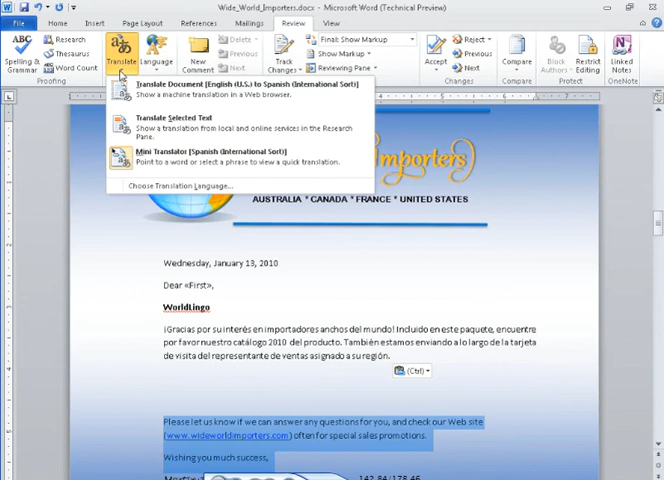 Wide_World_Importers.docx - Microsoft Word (Technical Preview)
File Home Insert Page Layout References Mailings Review View
ABC
Spelling & Grammar
Research
Thesaurus
Word Count
Proofing
Translate
Language
New Comment
Delete
Previous
Next
Track Changes
Final: Show Markup
Show Markup
Reviewing Pane
Accept
Reject
Previous
Next
Changes
Compare
Compare
Block Authors
Restrict Editing
Protect
Linked Notes
OneNote
Translate Document [English (U.S.) to Spanish (International Sort)]
Show a machine translation in a Web browser.
Translate Selected Text
Show a translation from local and online services in the Research
Pane.
Mini Translator [Spanish (International Sort)]
Point to a word or select a phrase to view a quick translation.
Choose Translation Language...
Importers
AUSTRALIA * CANADA * FRANCE * UNITED STATES
Wednesday, January 13, 2010
Dear «First»,
WorldLingo
¡Gracias por su interés en importadores anchos del mundo! Incluido en este paquete, encuentre
por favor nuestro catálogo 2010 del producto. También estamos enviando a lo largo de la tarjeta
de visita del representante de ventas asignado a su región.
(Ctrl)
Please let us know if we can answer any questions for you, and check our Web site
(www.wideworldimporters.com) often for special sales promotions.
Wishing you much success,
142.84/178.46